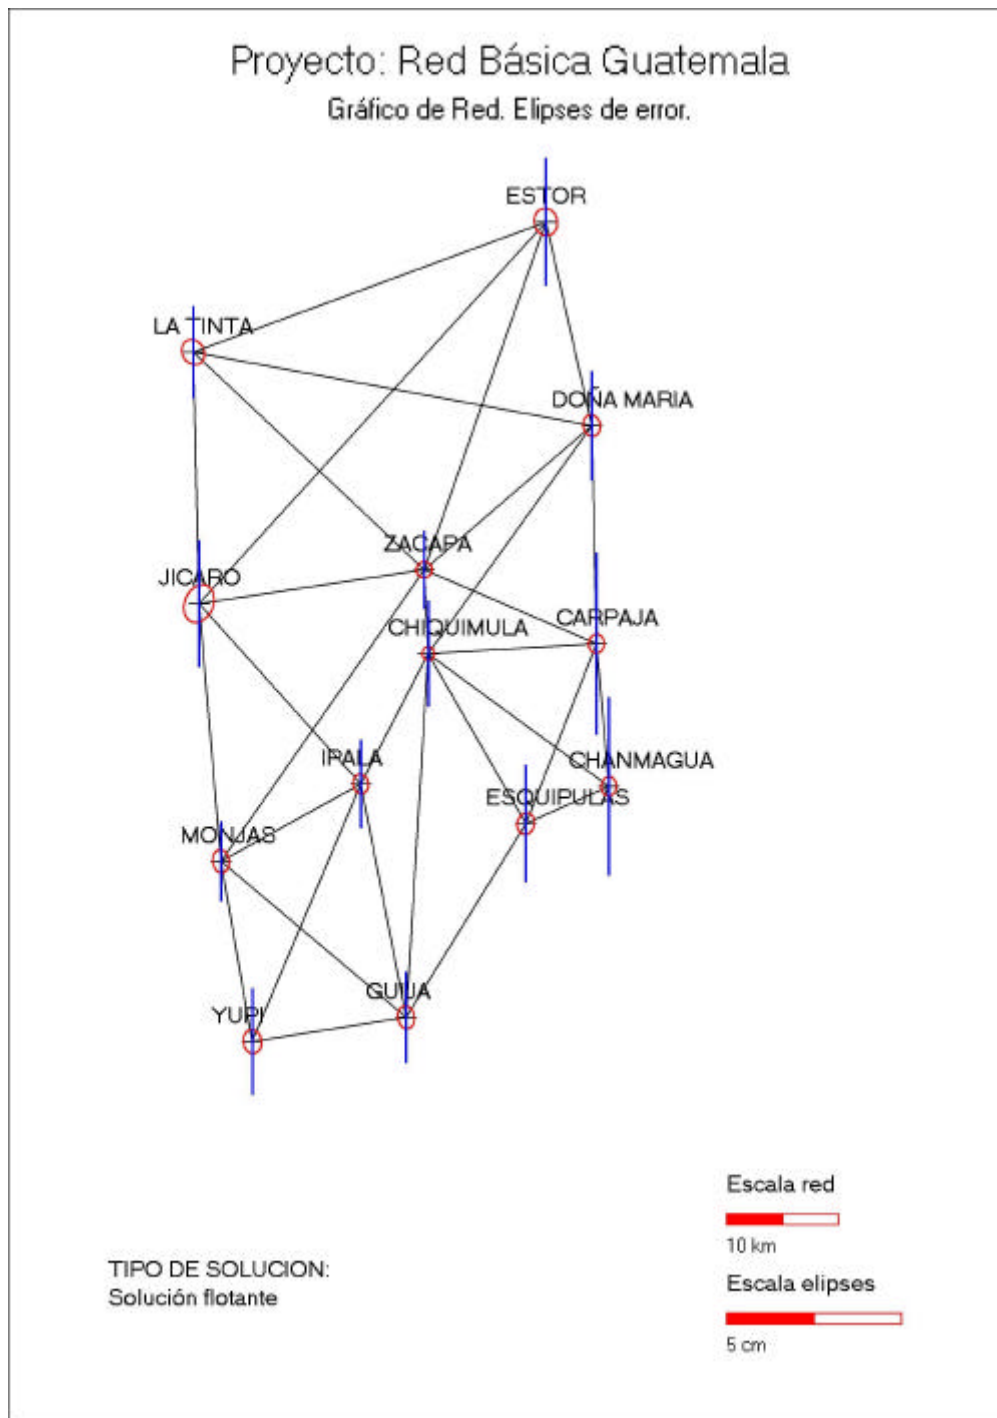 Proyecto: Red Básica Guatemala
Gráfico de Red. Elipses de error.
ESTOR
LA TINTA
DOÑA MARIA
ZACAPA
JICARO
CARPAJA
CHIQUIMULA
IPALA
CHANMAGUA
ESQUIPULAS
MONJAS
GUIJA
YUPI
Escala red
10 km
TIPO DE SOLUCION:
Solución flotante
Escala elipses
5 cm